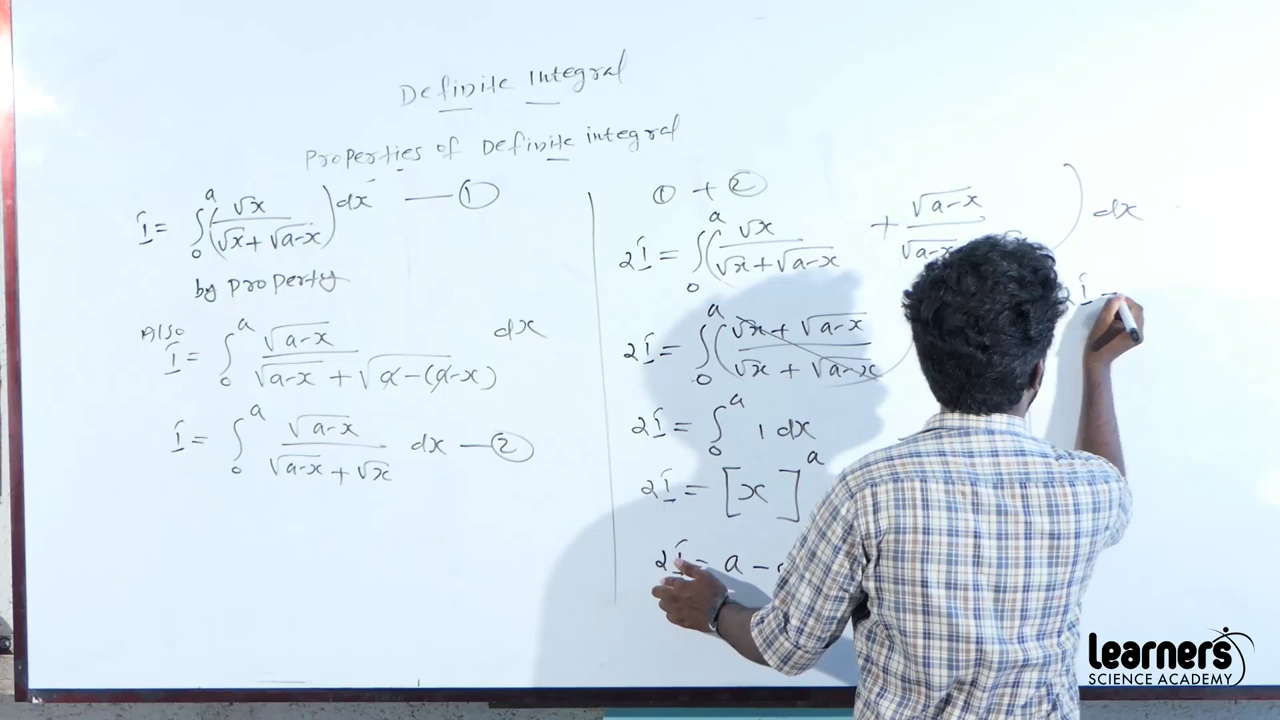 Definite Integral
Properties of Definite integral
I = ∫₀ᵃ (√x / (√x + √a-x)) dx — ①
by property
Also
I = ∫₀ᵃ √a-x / (√a-x + √a-(a-x)) dx
I = ∫₀ᵃ √a-x / (√a-x + √x) dx — ②
① + ②
2I = ∫₀ᵃ (√x / (√x + √a-x) + √a-x / √a-x ) dx
2I = ∫₀ᵃ (√x + √a-x / √x + √a-x
2I = ∫₀ᵃ 1 dx
2I = [x]ᵃ
2I = a -
2I =
Learners
SCIENCE ACADEMY